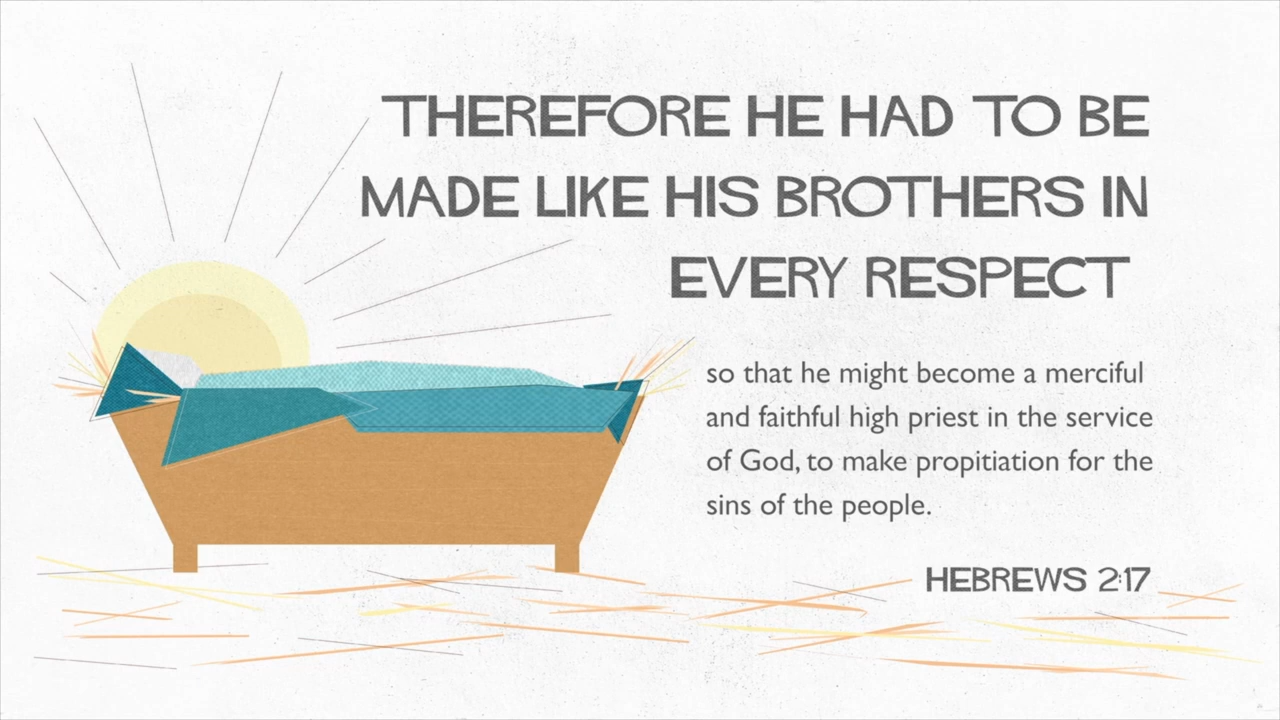 THEREFORE HE HAD TO BE
MADE LIKE HIS BROTHERS IN
EVERY RESPECT
so that he might become a merciful
and faithful high priest in the service
of God, to make propitiation for the
sins of the people.
HEBREWS 2:17